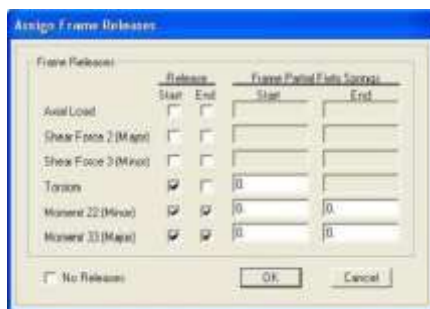 Assign Frame Releases
Frame Releases
Release Frame Partial Fixity Springs
Start End Start End
Axial Load
Shear Force 2 (Major)
Shear Force 3 (Minor)
Torsion 0.
Moment 22 (Minor) 0. 0.
Moment 33 (Major) 0. 0.
No Releases OK Cancel